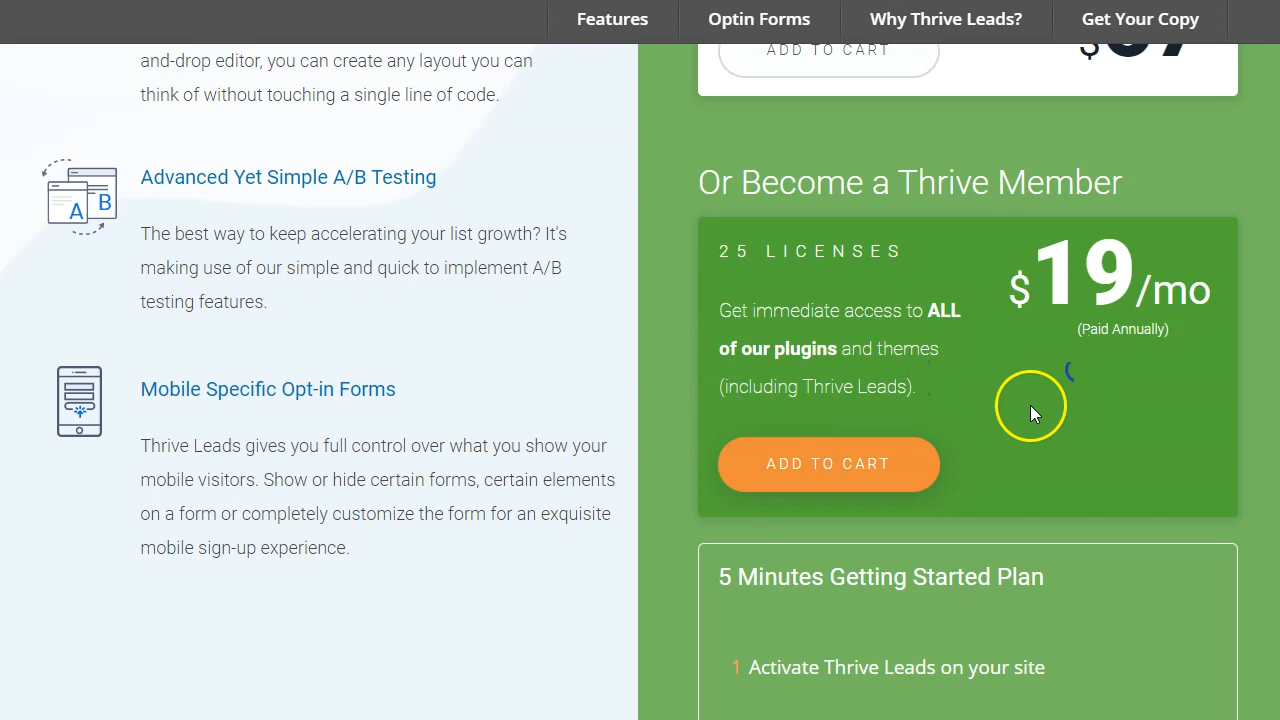 Features
Optin Forms
Why Thrive Leads?
Get Your Copy
and-drop editor, you can create any layout you can
think of without touching a single line of code.
A
B
Advanced Yet Simple A/B Testing
The best way to keep accelerating your list growth? It's
making use of our simple and quick to implement A/B
testing features.
Mobile Specific Opt-in Forms
Thrive Leads gives you full control over what you show your
mobile visitors. Show or hide certain forms, certain elements
on a form or completely customize the form for an exquisite
mobile sign-up experience.
ADD TO CART
$
Or Become a Thrive Member
25 LICENSES
$19/mo
(Paid Annually)
Get immediate access to ALL
of our plugins and themes
(including Thrive Leads).
ADD TO CART
5 Minutes Getting Started Plan
1 Activate Thrive Leads on your site